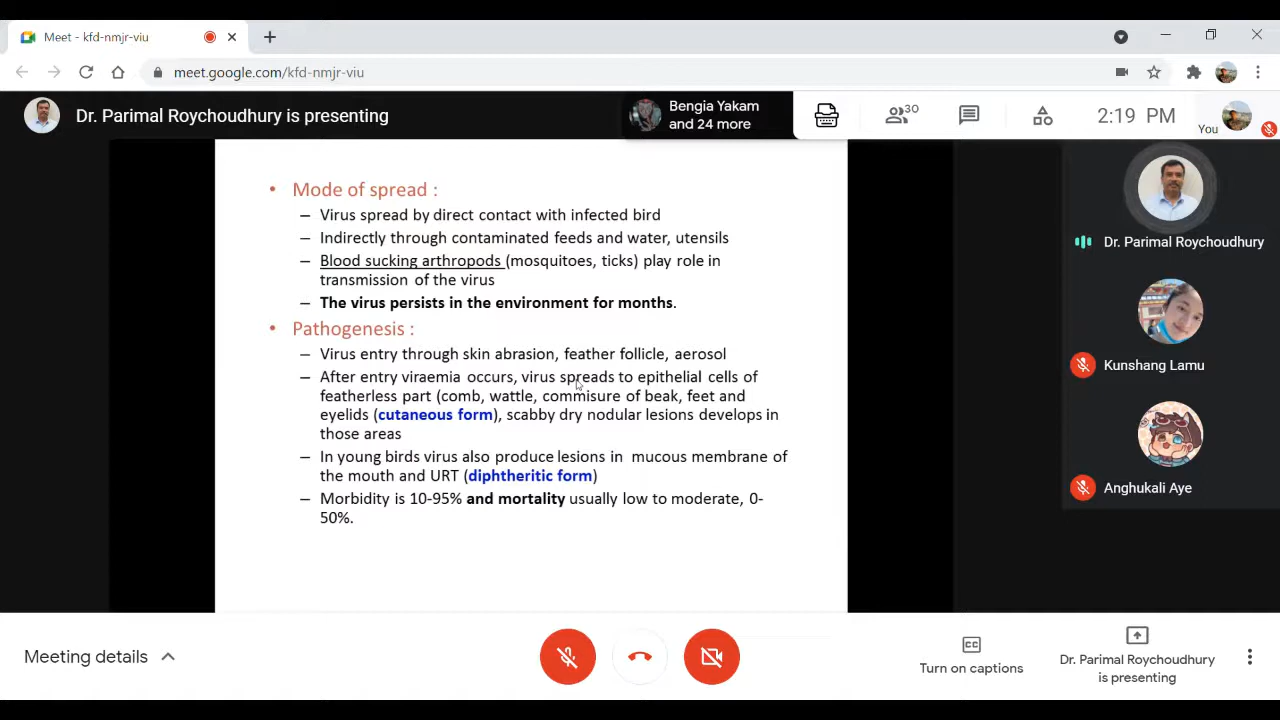 Meet - kfd-nmjr-viu
meet.google.com/kfd-nmjr-viu
Dr. Parimal Roychoudhury is presenting
Bengia Yakam
and 24 more
30
2:19 PM
You
• Mode of spread :
– Virus spread by direct contact with infected bird
– Indirectly through contaminated feeds and water, utensils
– Blood sucking arthropods (mosquitoes, ticks) play role in
transmission of the virus
– The virus persists in the environment for months.
• Pathogenesis :
– Virus entry through skin abrasion, feather follicle, aerosol
– After entry viraemia occurs, virus spreads to epithelial cells of
featherless part (comb, wattle, commisure of beak, feet and
eyelids (cutaneous form), scabby dry nodular lesions develops in
those areas
– In young birds virus also produce lesions in mucous membrane of
the mouth and URT (diphtheritic form)
– Morbidity is 10-95% and mortality usually low to moderate, 0-
50%.
Dr. Parimal Roychoudhury
Kunshang Lamu
Anghukali Aye
Meeting details
CC
Turn on captions
Dr. Parimal Roychoudhury
is presenting